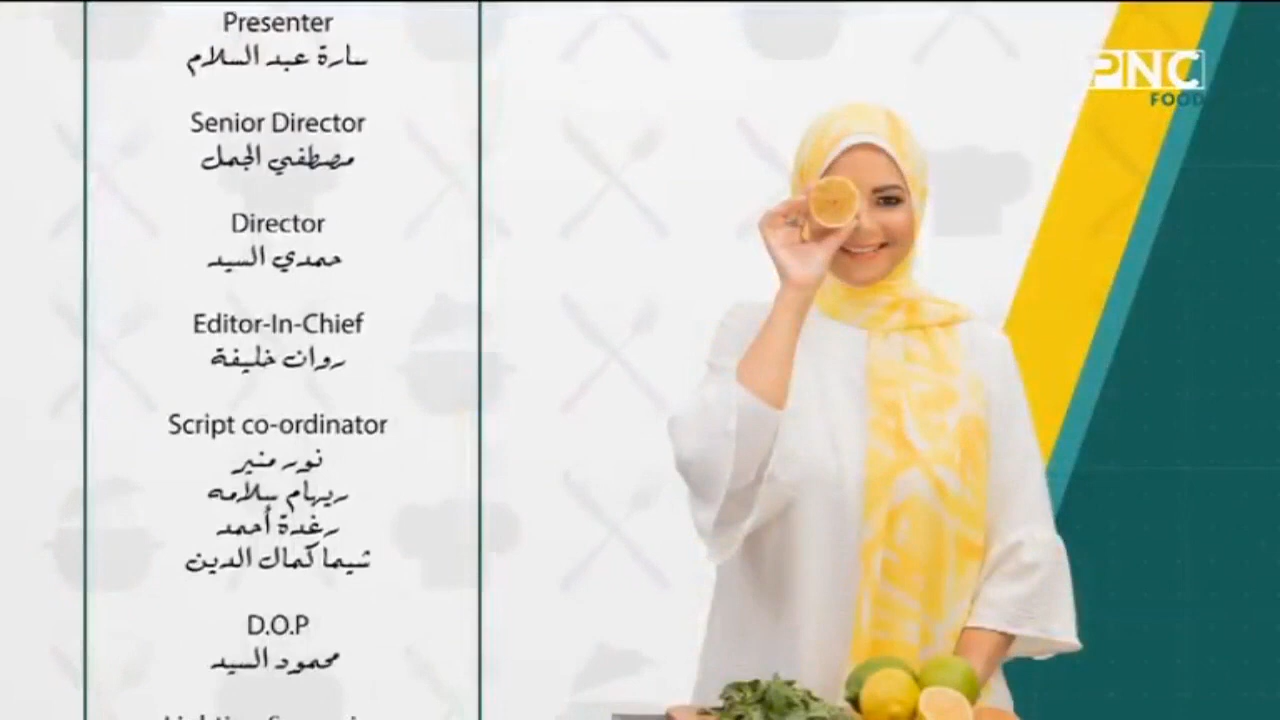 Presenter
سارة عبد السلام
Senior Director
مصطفي الجمل
Director
حمدي السيد
Editor-In-Chief
روان خليفة
Script co-ordinator
نور منير
ريهام سلامه
رغدة أحمد
شيما كمال الدين
D.O.P
محمود السيد
PNC
FOOD